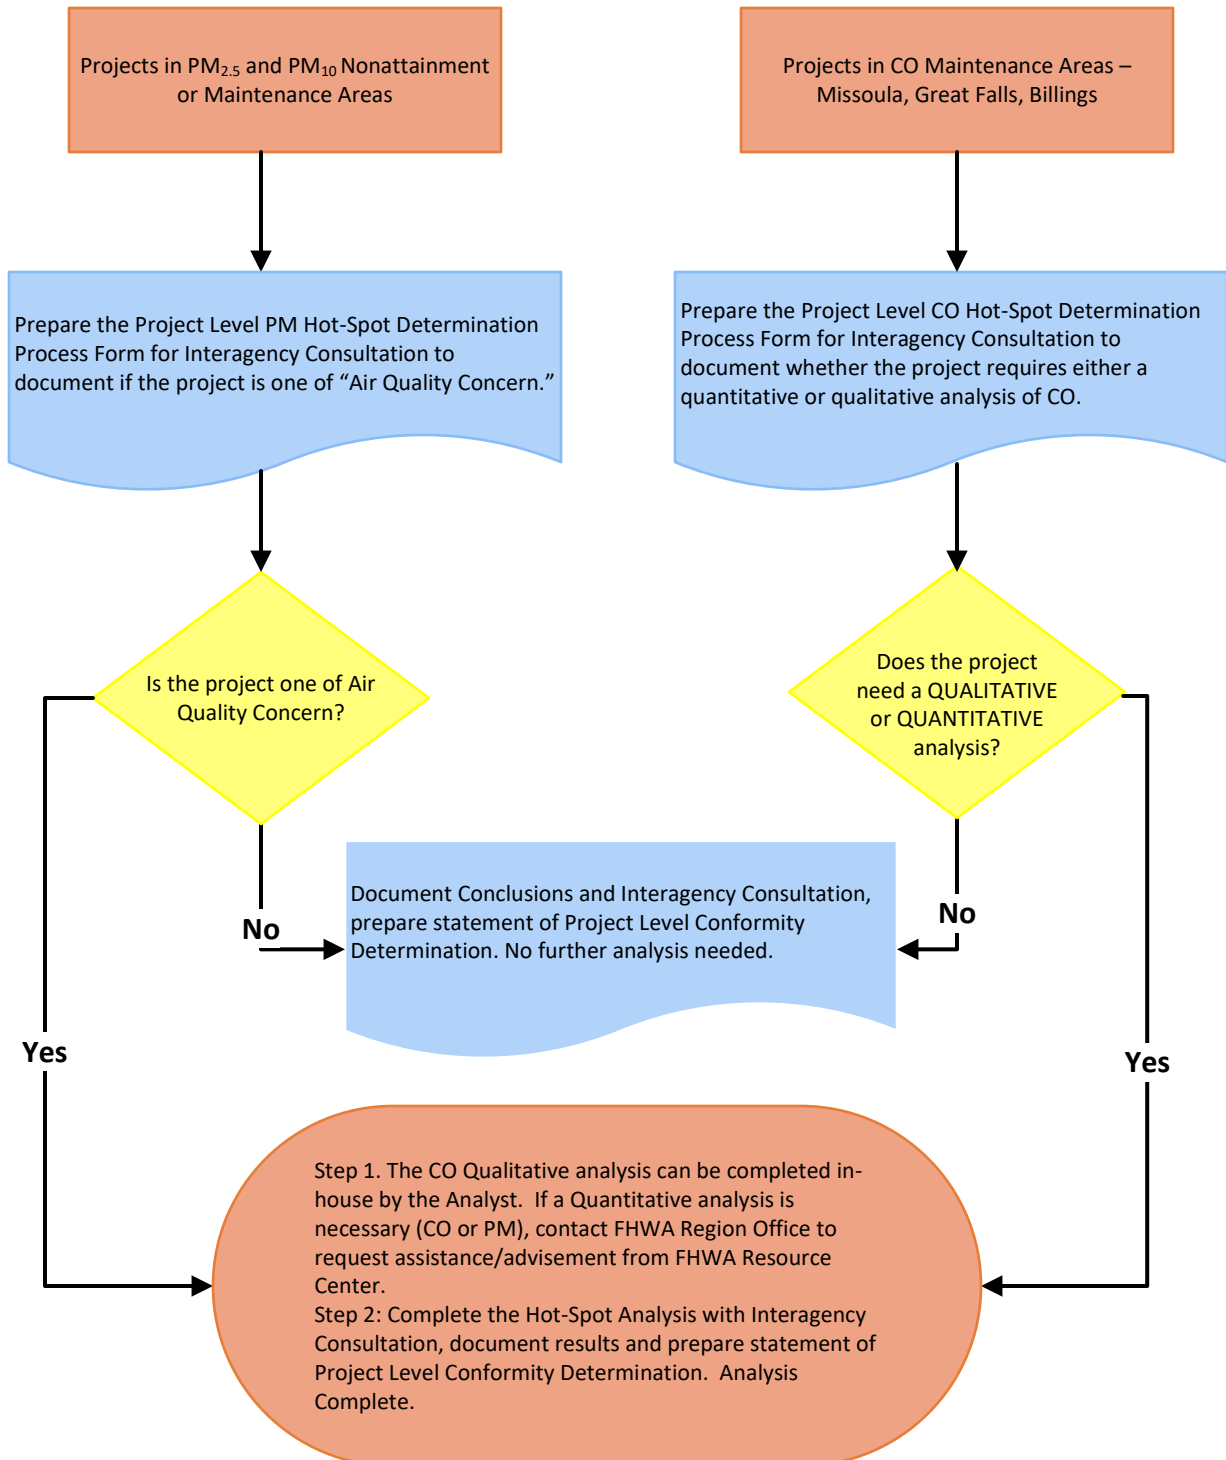 Projects in PM2.5 and PM10 Nonattainment
or Maintenance Areas
Projects in CO Maintenance Areas –
Missoula, Great Falls, Billings
Prepare the Project Level PM Hot-Spot Determination
Process Form for Interagency Consultation to
document if the project is one of “Air Quality Concern.”
Prepare the Project Level CO Hot-Spot Determination
Process Form for Interagency Consultation to
document whether the project requires either a
quantitative or qualitative analysis of CO.
Is the project one of Air
Quality Concern?
Does the project
need a QUALITATIVE
or QUANTITATIVE
analysis?
No
Document Conclusions and Interagency Consultation,
prepare statement of Project Level Conformity
Determination. No further analysis needed.
No
Yes
Yes
Step 1. The CO Qualitative analysis can be completed in-
house by the Analyst.  If a Quantitative analysis is
necessary (CO or PM), contact FHWA Region Office to
request assistance/advisement from FHWA Resource
Center.
Step 2: Complete the Hot-Spot Analysis with Interagency
Consultation, document results and prepare statement of
Project Level Conformity Determination.  Analysis
Complete.